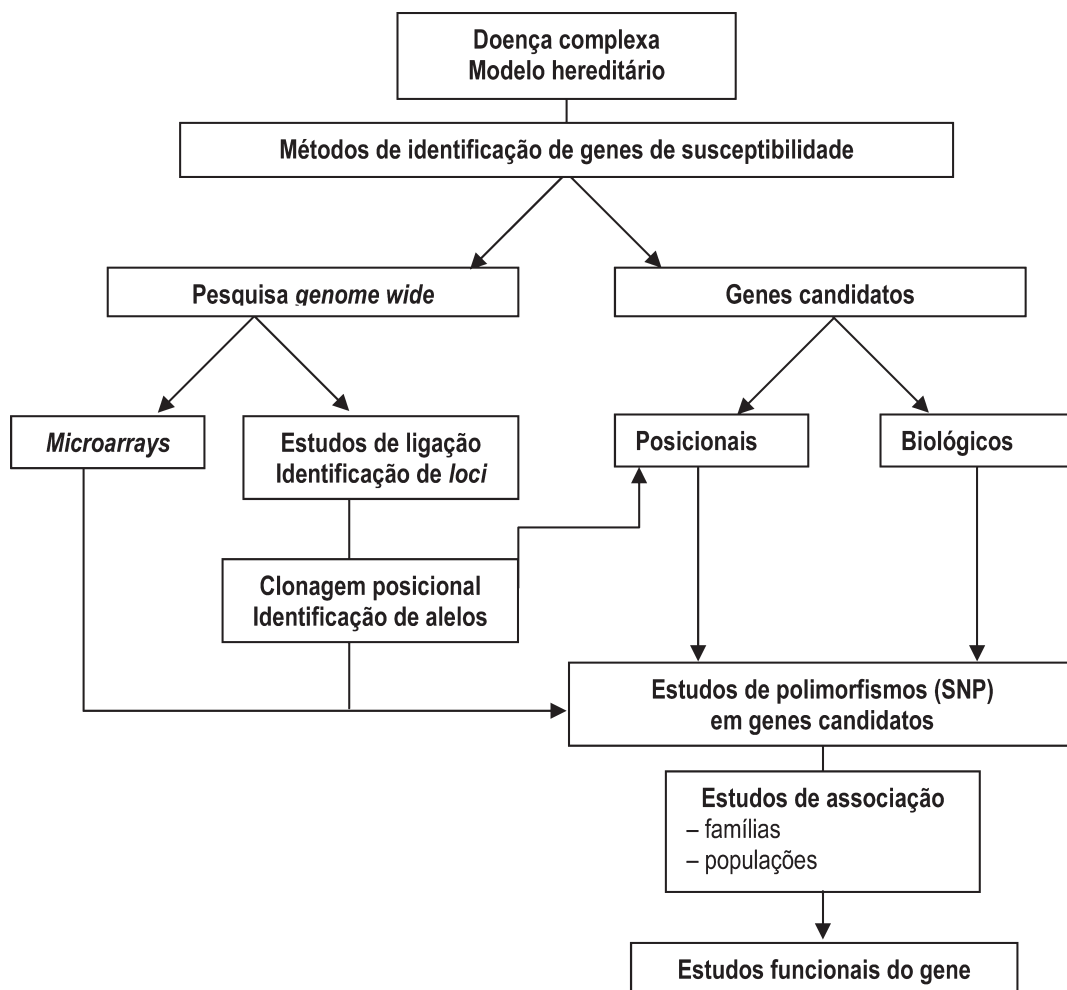 Doença complexa
Modelo hereditário
Métodos de identificação de genes de susceptibilidade
Pesquisa genome wide
Genes candidatos
Microarrays
Estudos de ligação
Identificação de loci
Posicionais
Biológicos
Clonagem posicional
Identificação de alelos
Estudos de polimorfismos (SNP)
em genes candidatos
Estudos de associação
– famílias
– populações
Estudos funcionais do gene